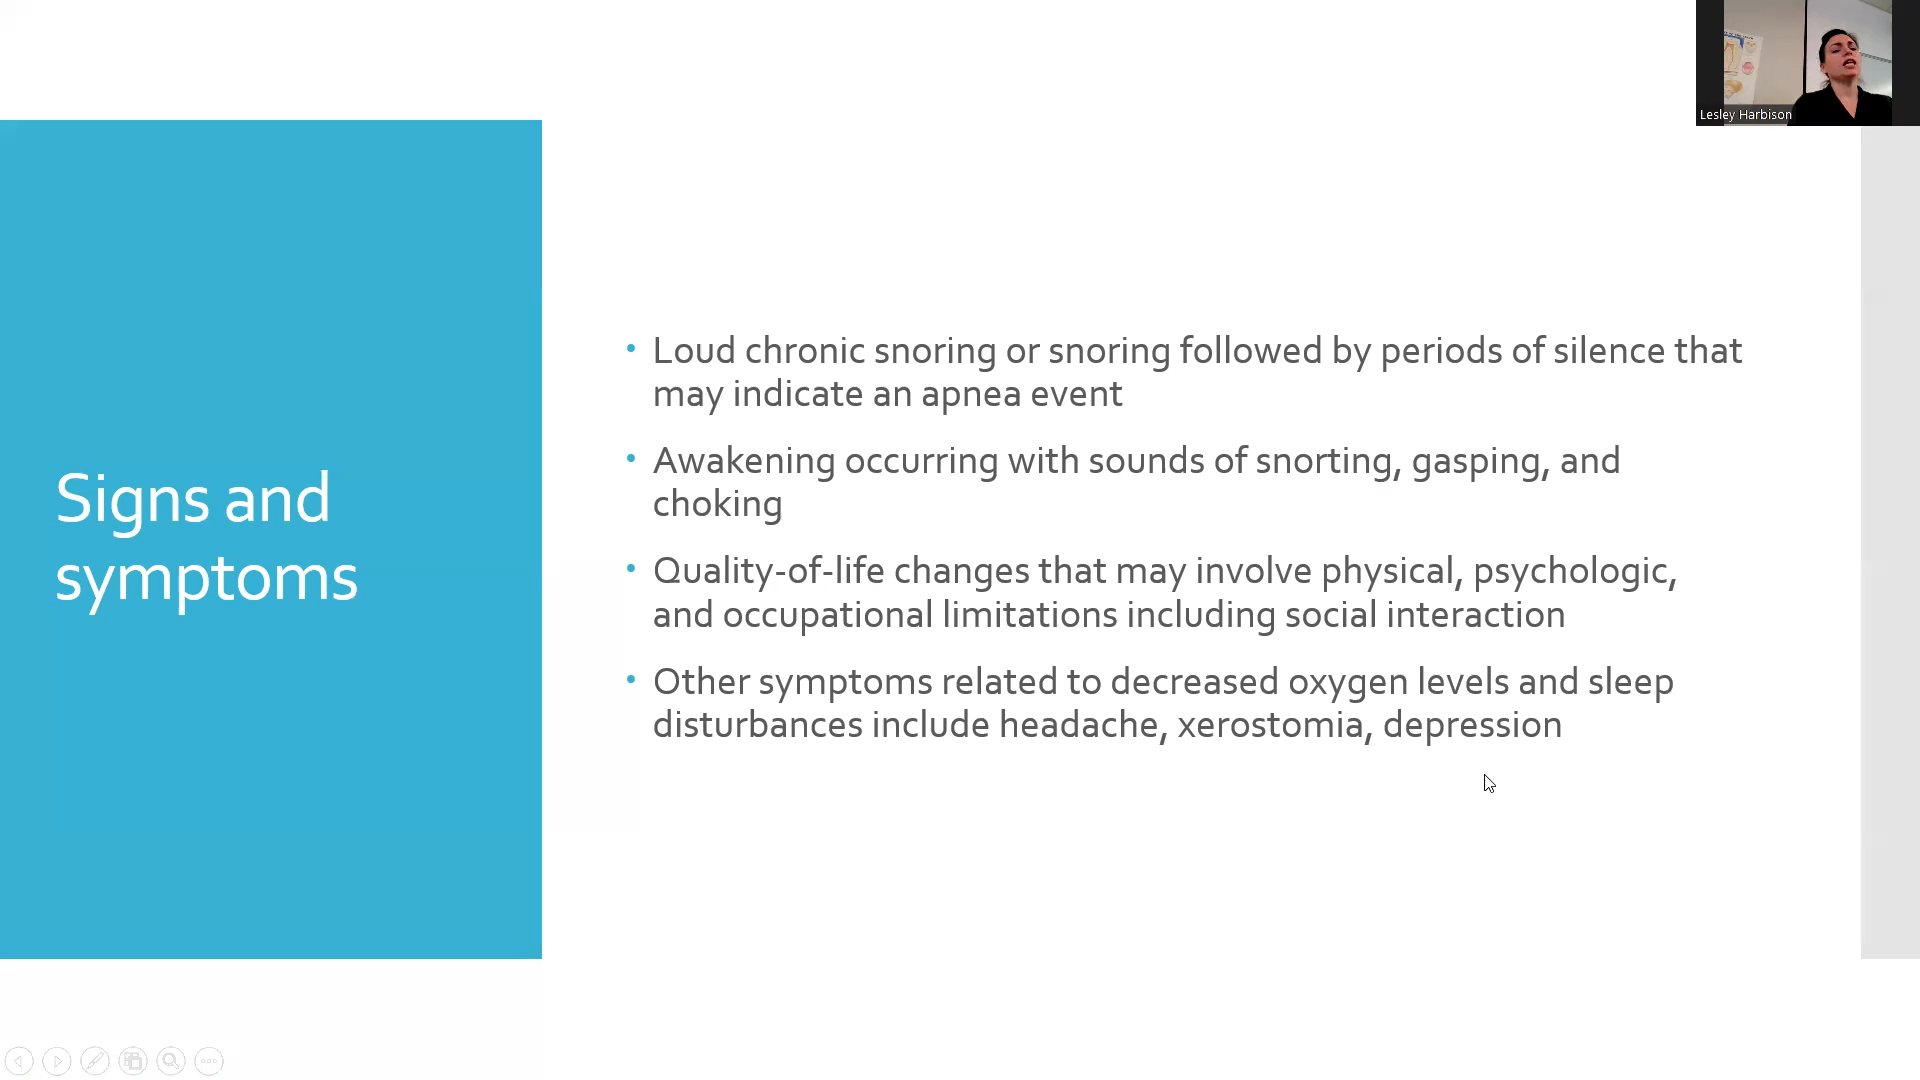 Lesley Harbison
Signs and
symptoms
• Loud chronic snoring or snoring followed by periods of silence that
may indicate an apnea event
• Awakening occurring with sounds of snorting, gasping, and
choking
• Quality-of-life changes that may involve physical, psychologic,
and occupational limitations including social interaction
• Other symptoms related to decreased oxygen levels and sleep
disturbances include headache, xerostomia, depression